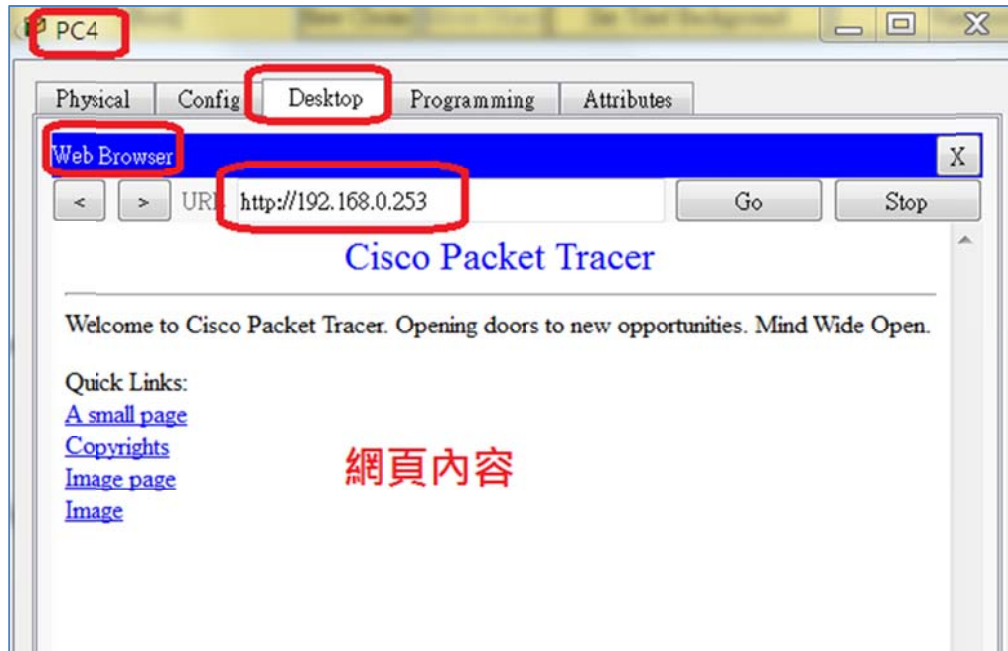 PC4
Physical Config Desktop Programming Attributes
Web Browser X
< > URL http://192.168.0.253 Go Stop
Cisco Packet Tracer
Welcome to Cisco Packet Tracer. Opening doors to new opportunities. Mind Wide Open.
Quick Links:
A small page
Copyrights
Image page
Image
網頁內容